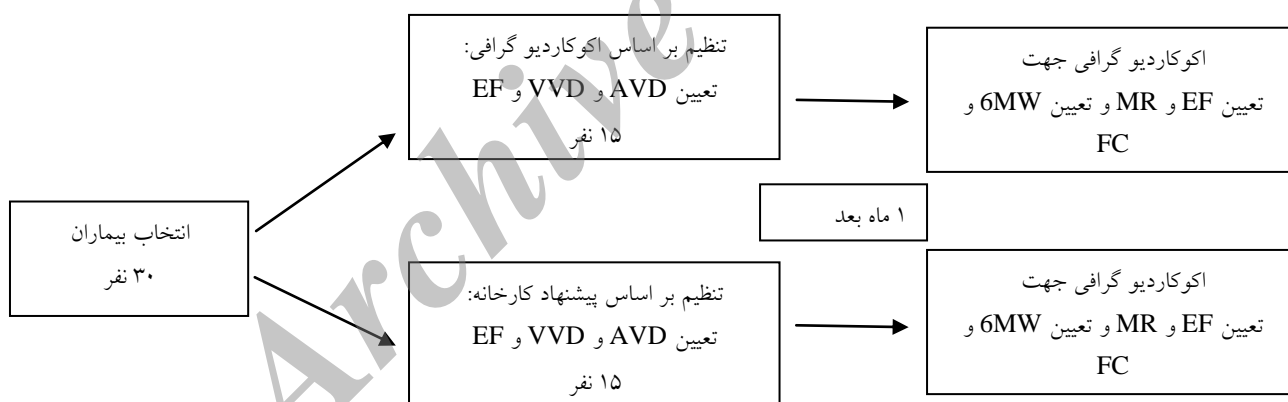 انتخاب بیماران
۳۰ نفر
تنظیم بر اساس اکوکاردیو گرافی:
تعیین AVD و VVD و EF
۱۵ نفر
اکوکاردیو گرافی جهت
تعیین EF و MR و تعیین 6MW و
FC
۱ ماه بعد
تنظیم بر اساس پیشنهاد کارخانه:
تعیین AVD و VVD و EF
۱۵ نفر
اکوکاردیو گرافی جهت
تعیین EF و MR و تعیین 6MW و
FC
Archive